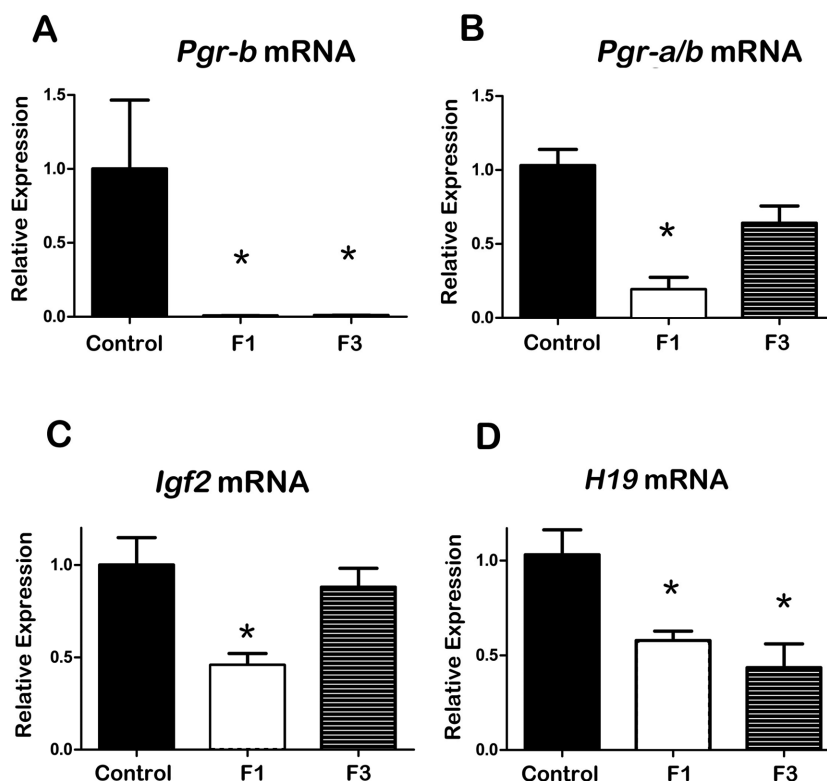 A
Pgr-b mRNA
Relative Expression
1.5
1.0
0.5
0.0
*
*
Control F1 F3
B
Pgr-a/b mRNA
Relative Expression
1.5
1.0
0.5
0.0
*
Control F1 F3
C
Igf2 mRNA
Relative Expression
1.0
0.5
0.0
*
Control F1 F3
D
H19 mRNA
Relative Expression
1.0
0.5
0.0
*
*
Control F1 F3